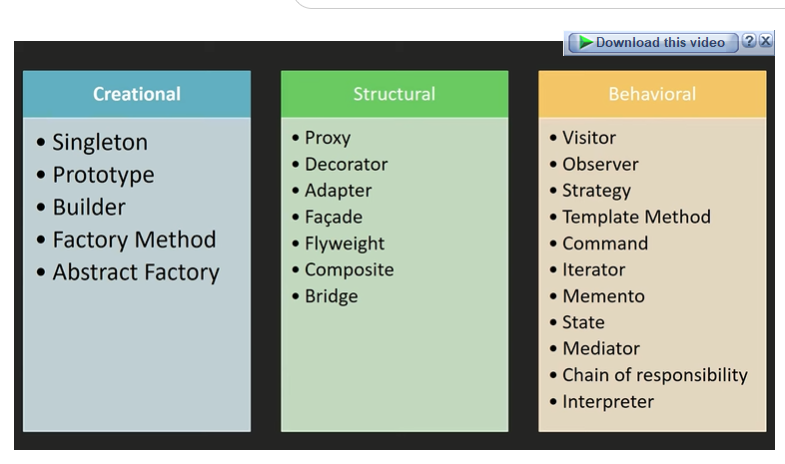 Download this video
?
X
Creational
• Singleton
• Prototype
• Builder
• Factory Method
• Abstract Factory
Structural
• Proxy
• Decorator
• Adapter
• Façade
• Flyweight
• Composite
• Bridge
Behavioral
• Visitor
• Observer
• Strategy
• Template Method
• Command
• Iterator
• Memento
• State
• Mediator
• Chain of responsibility
• Interpreter